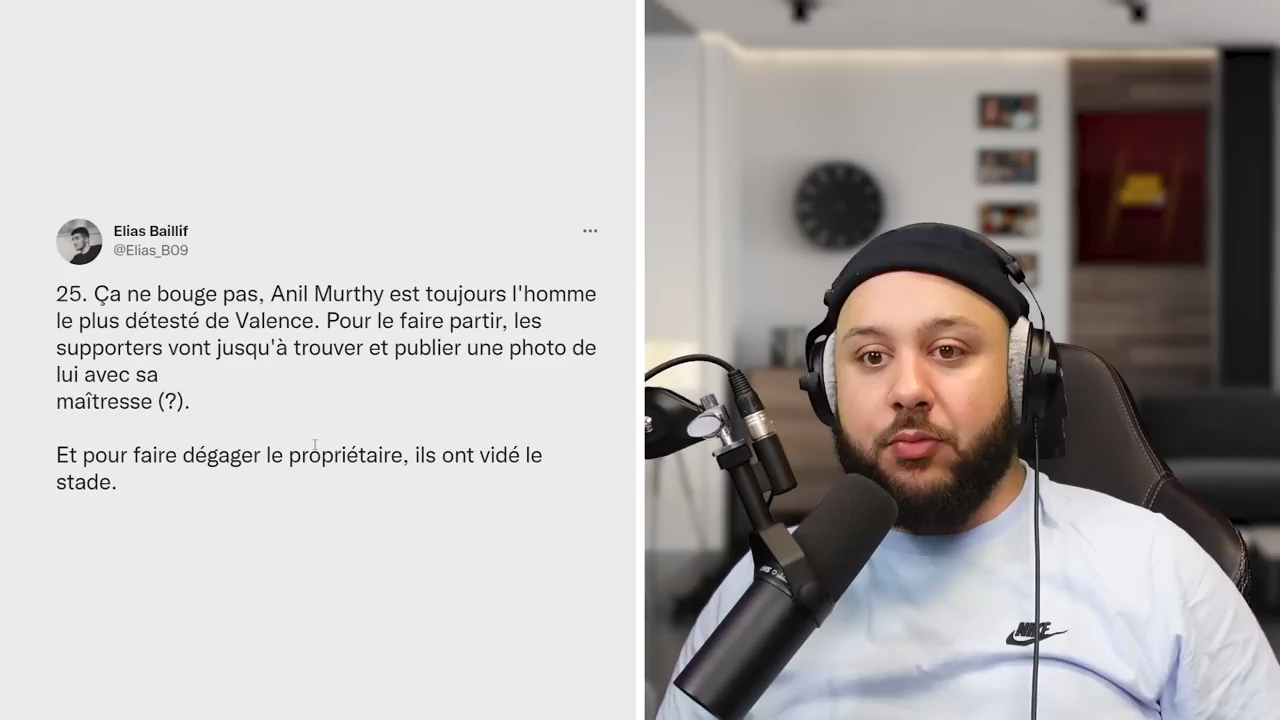 Elias Baillif
@Elias_B09
25. Ça ne bouge pas, Anil Murthy est toujours l'homme
le plus détesté de Valence. Pour le faire partir, les
supporters vont jusqu'à trouver et publier une photo de
lui avec sa
maîtresse (?).
Et pour faire dégager le propriétaire, ils ont vidé le
stade.
NIKE